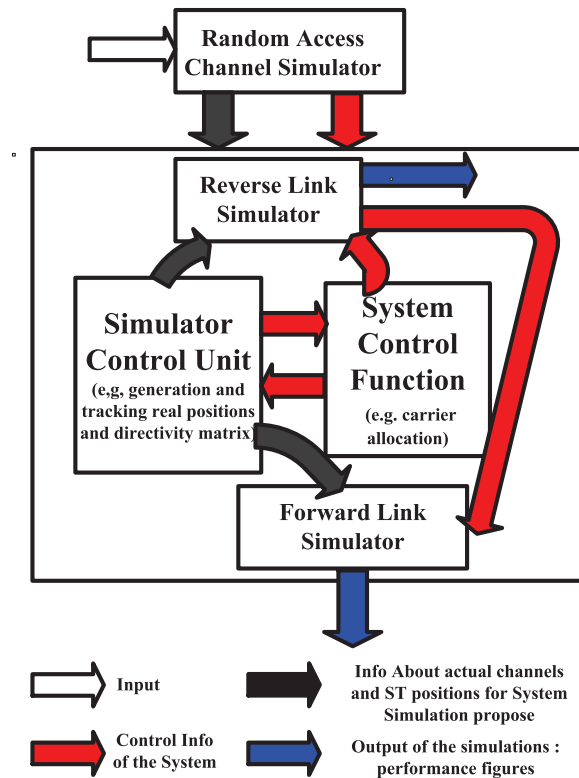 Random Access
Channel Simulator
Reverse Link
Simulator
Simulator
Control Unit
(e,g, generation and
tracking real positions
and directivity matrix)
System
Control
Function
(e.g. carrier
allocation)
Forward Link
Simulator
Input
Info About actual channels
and ST positions for System
Simulation propose
Control Info
of the System
Output of the simulations :
performance figures